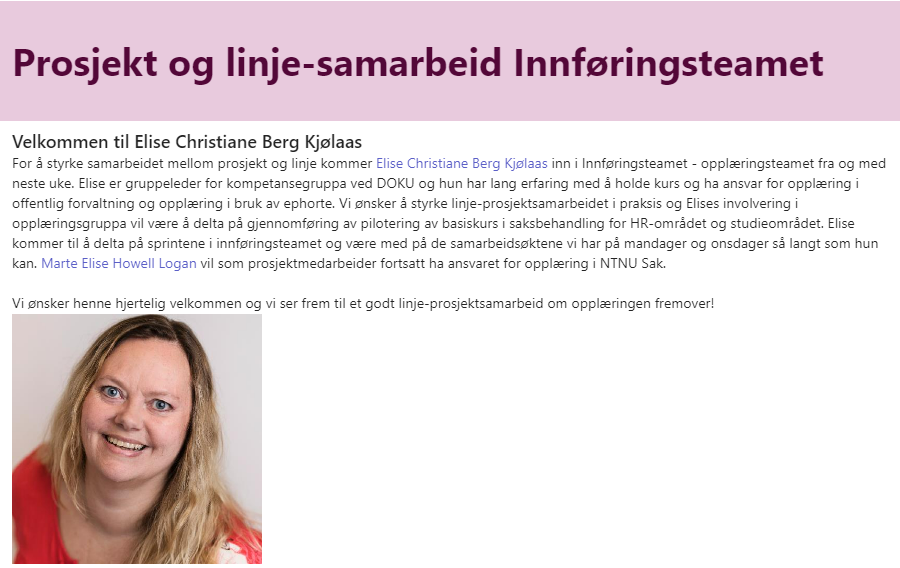 Prosjekt og linje-samarbeid Innføringsteamet
Velkommen til Elise Christiane Berg Kjølaas
For å styrke samarbeidet mellom prosjekt og linje kommer Elise Christiane Berg Kjølaas inn i Innføringsteamet - opplæringsteamet fra og med
neste uke. Elise er gruppeleder for kompetansegruppa ved DOKU og hun har lang erfaring med å holde kurs og ha ansvar for opplæring i
offentlig forvaltning og opplæring i bruk av ephorte. Vi ønsker å styrke linje-prosjektsamarbeidet i praksis og Elises involvering i
opplæringsgruppa vil være å delta på gjennomføring av pilotering av basiskurs i saksbehandling for HR-området og studieområdet. Elise
kommer til å delta på sprintene i innføringsteamet og være med på de samarbeidsøktene vi har på mandager og onsdager så langt som hun
kan. Marte Elise Howell Logan vil som prosjektmedarbeider fortsatt ha ansvaret for opplæring i NTNU Sak.
Vi ønsker henne hjertelig velkommen og vi ser frem til et godt linje-prosjektsamarbeid om opplæringen fremover!